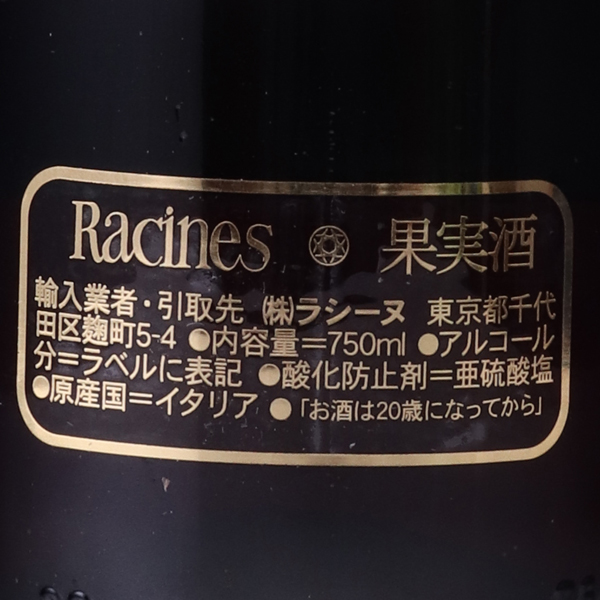 Racines 果実酒
輸入業者・引取先 ㈱ラシーヌ 東京都千代
田区麹町5-4 ●内容量＝750ml ●アルコール
分＝ラベルに表記 ●酸化防止剤＝亜硫酸塩
●原産国＝イタリア ●「お酒は20歳になってから」